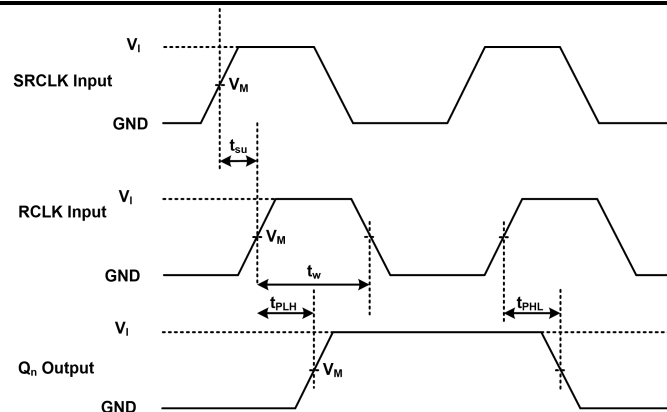 V_I
SRCLK Input
V_M
GND
t_su
V_I
RCLK Input
V_M
t_w
GND
t_PLH
t_PHL
V_I
Q_n Output
V_M
GND